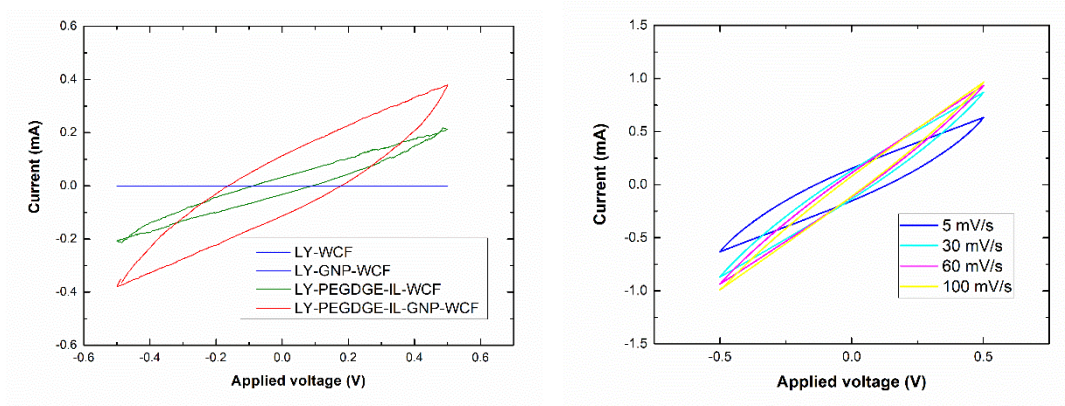 0.6
0.4
0.2
0.0
-0.2
-0.4
-0.6
Current (mA)
LY-WCF
LY-GNP-WCF
LY-PEGDGE-IL-WCF
LY-PEGDGE-IL-GNP-WCF
-0.6 -0.4 -0.2 0.0 0.2 0.4 0.6
Applied voltage (V)
1.5
1.0
0.5
0.0
-0.5
-1.0
-1.5
Current (mA)
5 mV/s
30 mV/s
60 mV/s
100 mV/s
-0.5 0.0 0.5
Applied voltage (V)